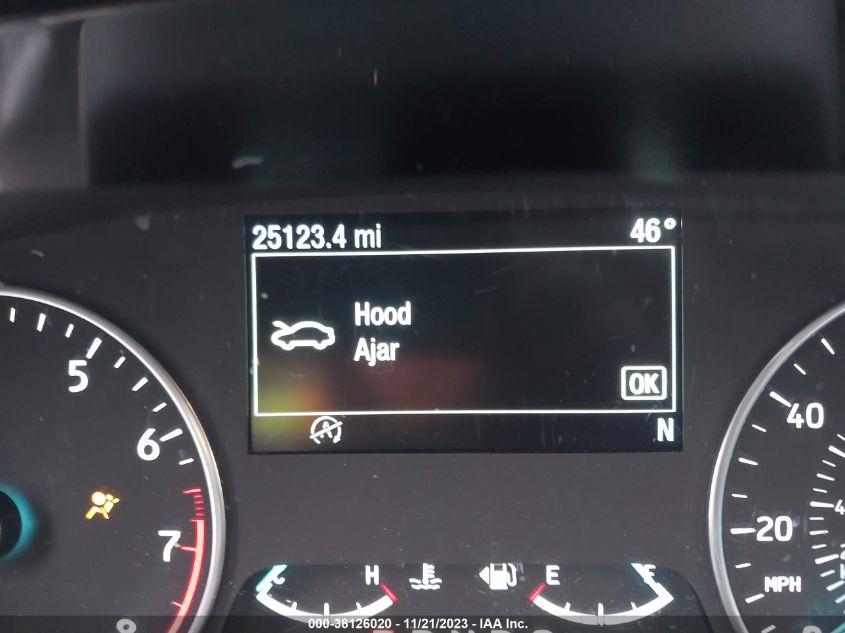 25123.4 mi 46°
Hood
Ajar
OK
A N
5
6
7
8
40
20
MPH
C H E F
000-38126020 - 11/21/2023 - IAA Inc.